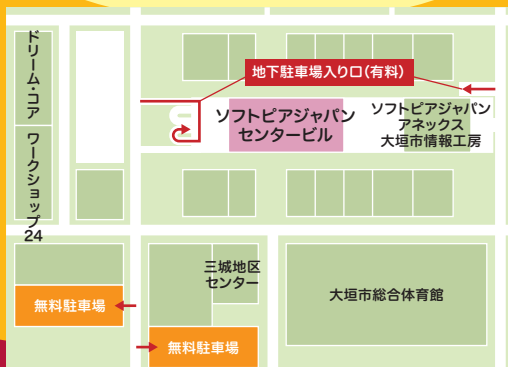 ドリーム・コア
ワークショップ24
地下駐車場入り口(有料)
ソフトピアジャパン
センタービル
ソフトピアジャパン
アネックス
大垣市情報工房
三城地区
センター
大垣市総合体育館
無料駐車場
無料駐車場